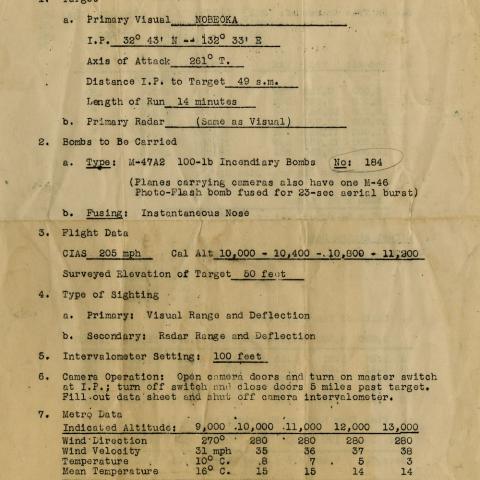 1. Target
a. Primary Visual NOBEOKA
I.P. 32° 43' N -- 132° 33' E
Axis of Attack 261° T.
Distance I.P. to Target 49 s.m.
Length of Run 14 minutes
b. Primary Radar (Same as Visual)
2. Bombs to Be Carried
a. Type: M-47A2 100-lb Incendiary Bombs No: 184
(Planes carrying cameras also have one M-46
Photo-Flash bomb fused for 23-sec aerial burst)
b. Fusing: Instantaneous Nose
3. Flight Data
CIAS 205 mph Cal Alt 10,000 - 10,400 - 10,800 - 11,200
Surveyed Elevation of Target 50 feet
4. Type of Sighting
a. Primary: Visual Range and Deflection
b. Secondary: Radar Range and Deflection
5. Intervalometer Setting: 100 feet
6. Camera Operation: Open camera doors and turn on master switch
at I.P.; turn off switch and close doors 5 miles past target.
Fill out data sheet and shut off camera intervalometer.
7. Metro Data
Indicated Altitude: 9,000 10,000 11,000 12,000 13,000
Wind Direction 270° 280 280 280 280
Wind Velocity 31 mph 35 36 37 38
Temperature 10° C. 8 7 5 3
Mean Temperature 16° C. 15 15 14 14